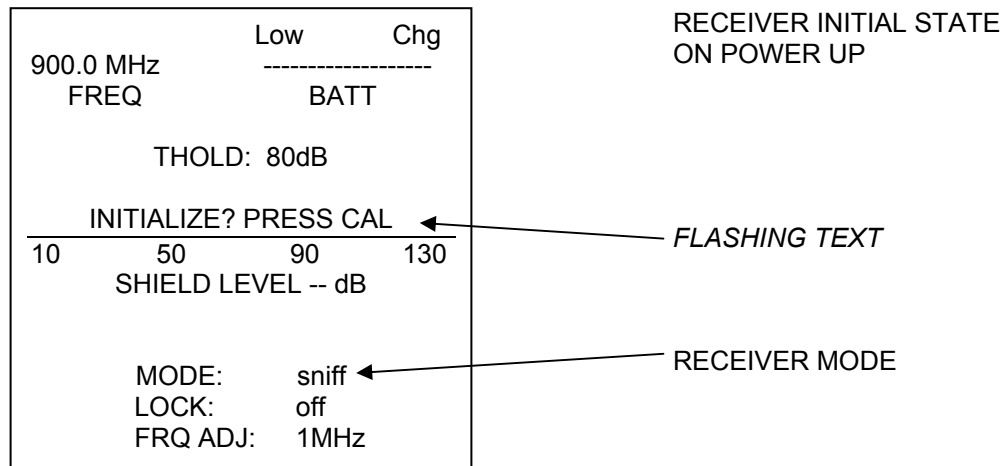 Low Chg
900.0 MHz -------------------
FREQ BATT
THOLD: 80dB
INITIALIZE? PRESS CAL
10 50 90 130
SHIELD LEVEL -- dB
MODE: sniff
LOCK: off
FRQ ADJ: 1MHz
RECEIVER INITIAL STATE
ON POWER UP
FLASHING TEXT
RECEIVER MODE